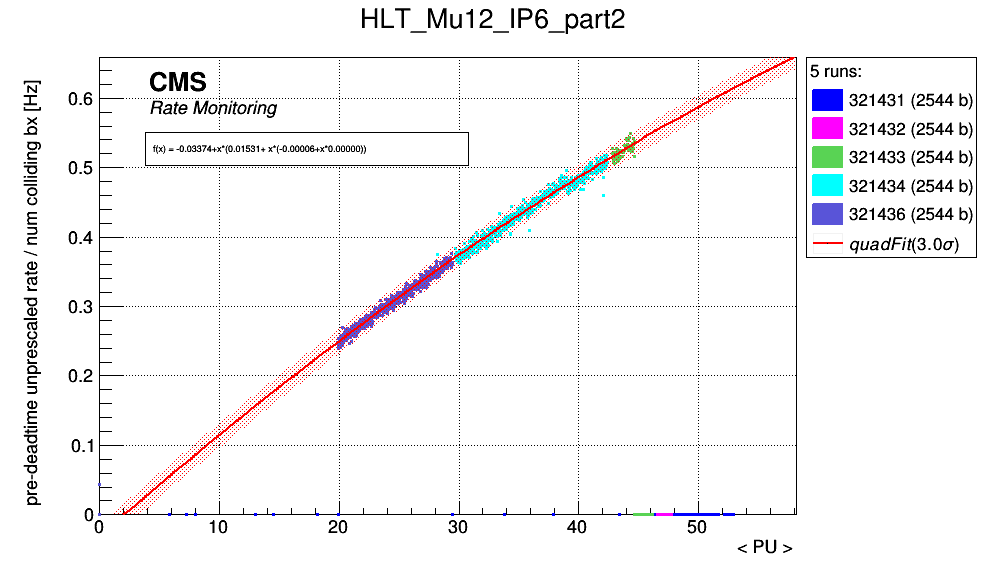 HLT_Mu12_IP6_part2
pre-deadtime unprescaled rate / num colliding bx [Hz]
CMS
Rate Monitoring
f(x) = -0.03374+x*(0.01531+ x*(-0.00006+x*0.00000))
0.6
0.5
0.4
0.3
0.2
0.1
0
0 10 20 30 40 50
< PU >
5 runs:
321431 (2544 b)
321432 (2544 b)
321433 (2544 b)
321434 (2544 b)
321436 (2544 b)
quadFit(3.0σ)